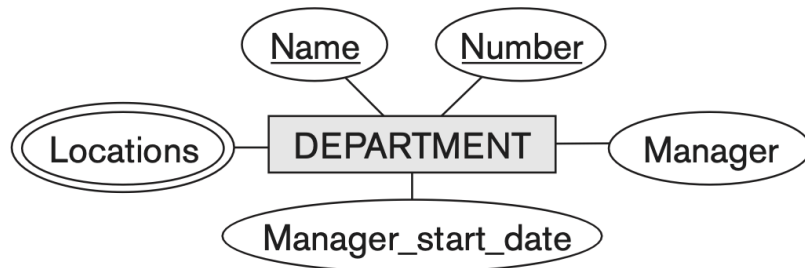 Name
Number
Locations
DEPARTMENT
Manager
Manager_start_date